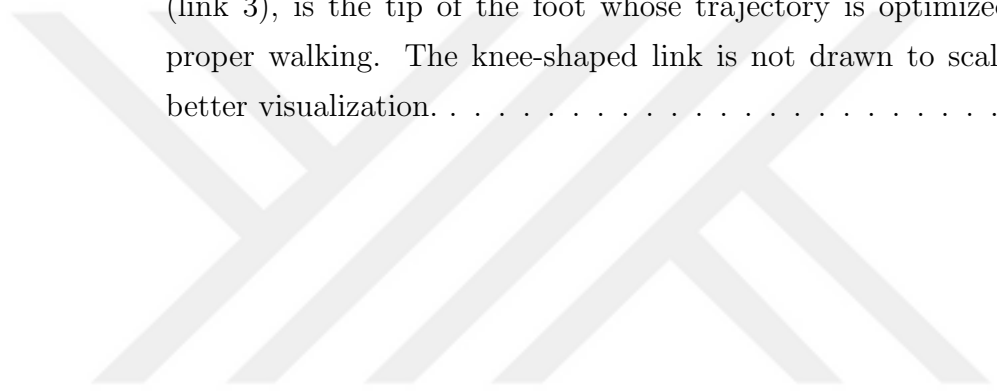 (link 3), is the tip of the foot whose trajectory is optimized
proper walking. The knee-shaped link is not drawn to scal
better visualization. . . . . . . . . . . . . . . . . . . . . . . .